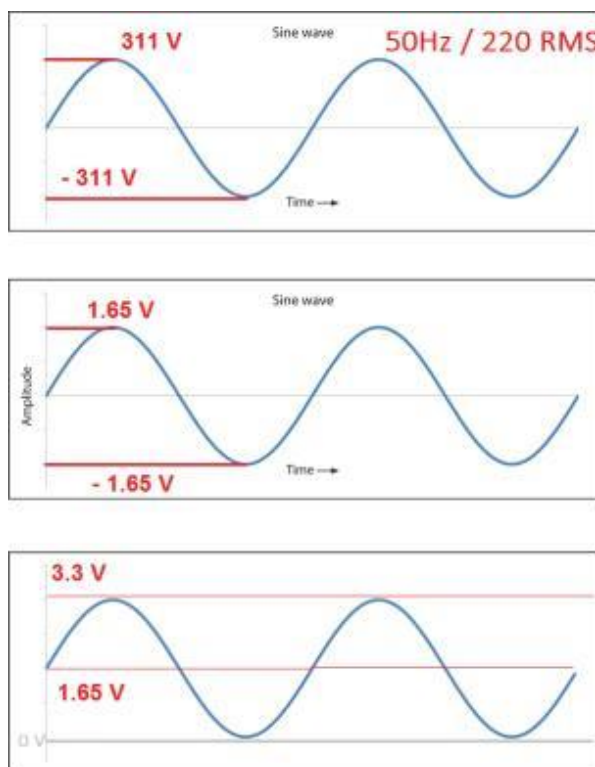 311 V
Sine wave
50Hz / 220 RMS
- 311 V
Time →
Sine wave
1.65 V
Amplitude
Time →
- 1.65 V
3.3 V
1.65 V
0 V